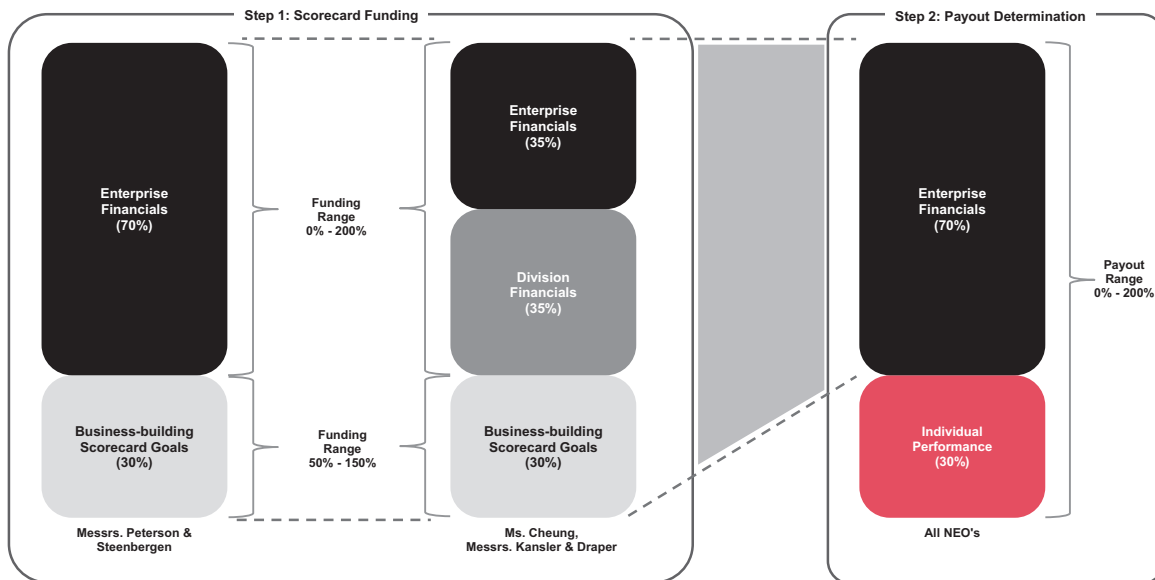 Step 1: Scorecard Funding
Enterprise
Financials
(70%)
Business-building
Scorecard Goals
(30%)
Messrs. Peterson &
Steenbergen
Funding
Range
0% - 200%
Funding
Range
50% - 150%
Enterprise
Financials
(35%)
Division
Financials
(35%)
Business-building
Scorecard Goals
(30%)
Ms. Cheung,
Messrs. Kansler & Draper
Step 2: Payout Determination
Enterprise
Financials
(70%)
Individual
Performance
(30%)
All NEO's
Payout
Range
0% - 200%